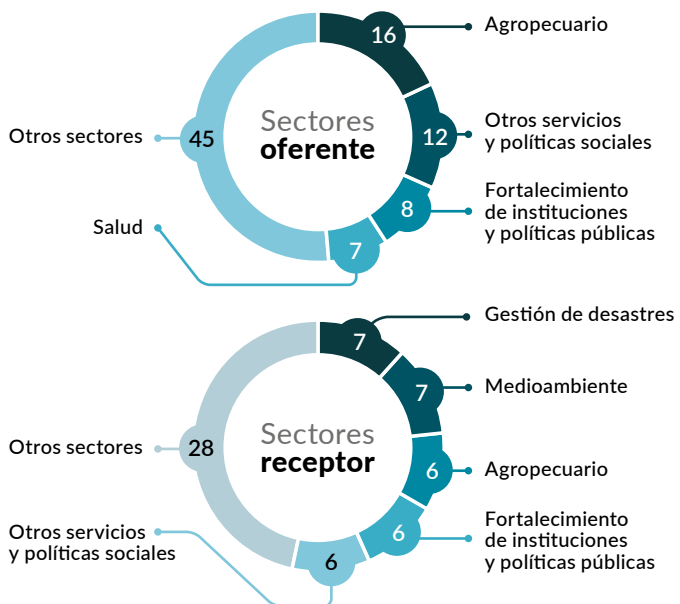 16
Agropecuario
Otros sectores
45
Sectores
oferente
12
Otros servicios
y políticas sociales
8
Fortalecimiento
de instituciones
y políticas públicas
Salud
7
7
Gestión de desastres
7
Medioambiente
Otros sectores
28
Sectores
receptor
6
Agropecuario
6
Fortalecimiento
de instituciones
y políticas públicas
Otros servicios
y políticas sociales
6